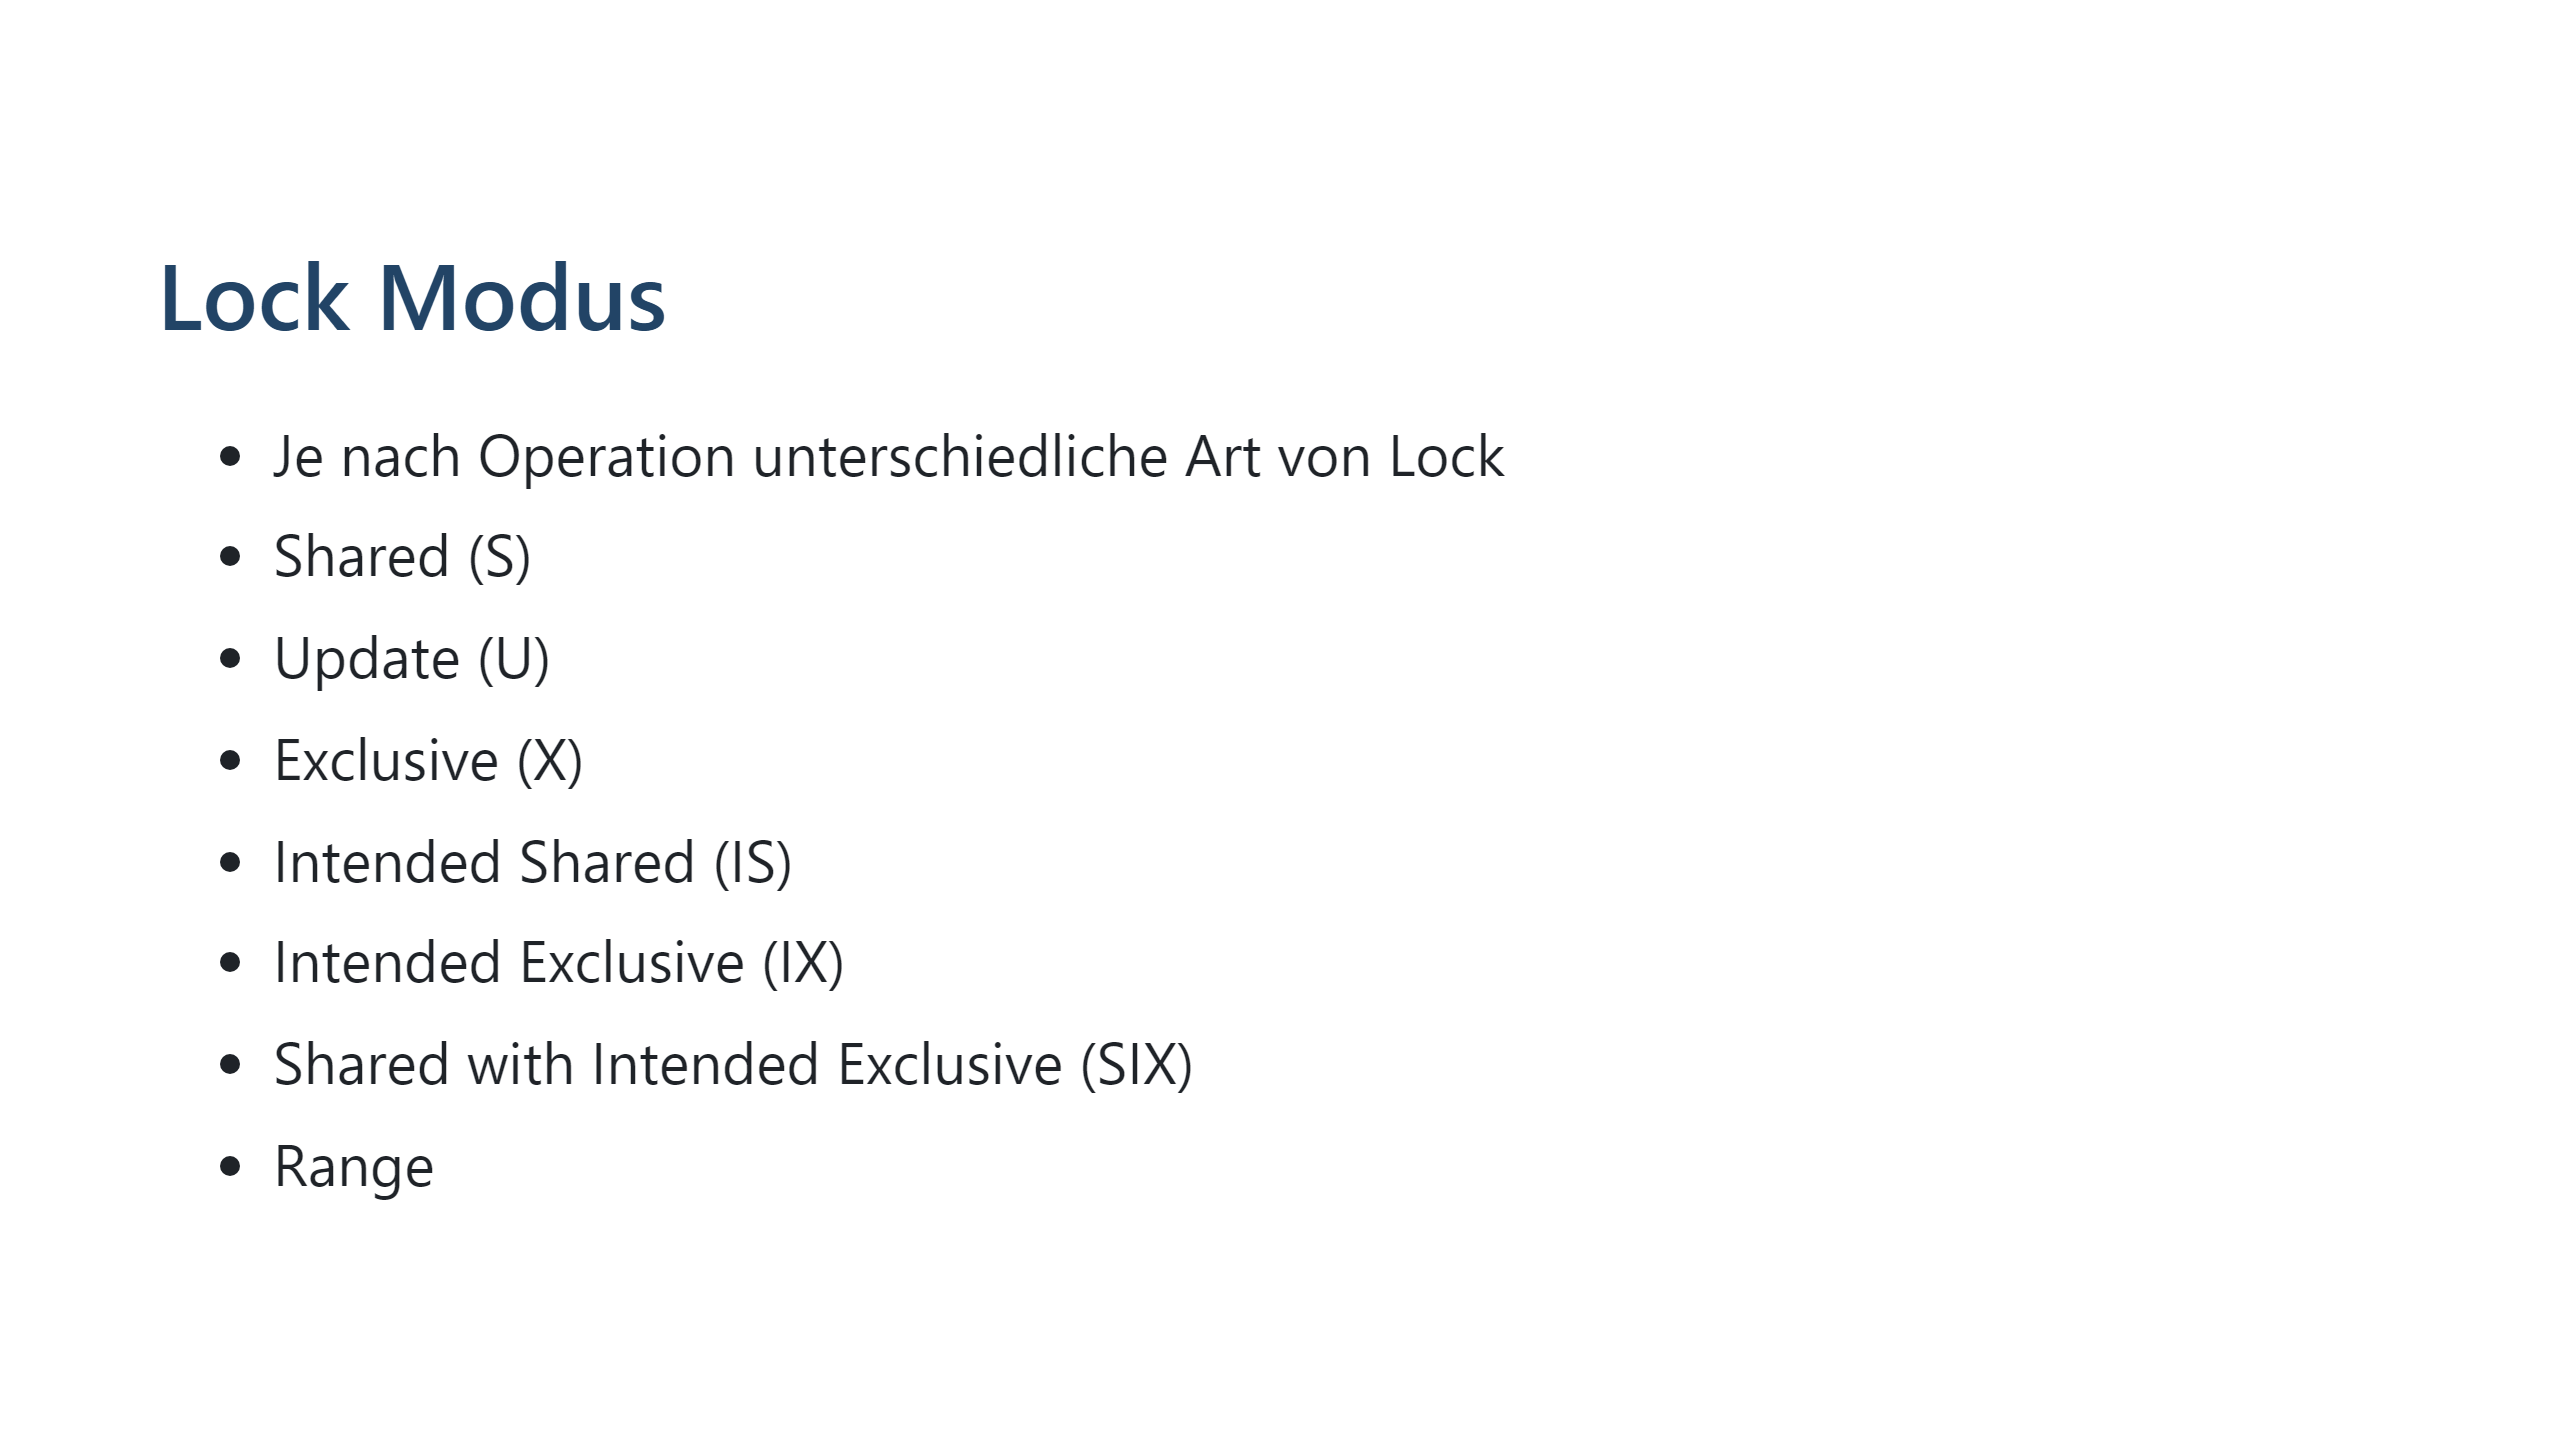 Lock Modus
Je nach Operation unterschiedliche Art von Lock
Shared (S)
Update (U)
Exclusive (X)
Intended Shared (IS)
Intended Exclusive (IX)
Shared with Intended Exclusive (SIX)
Range